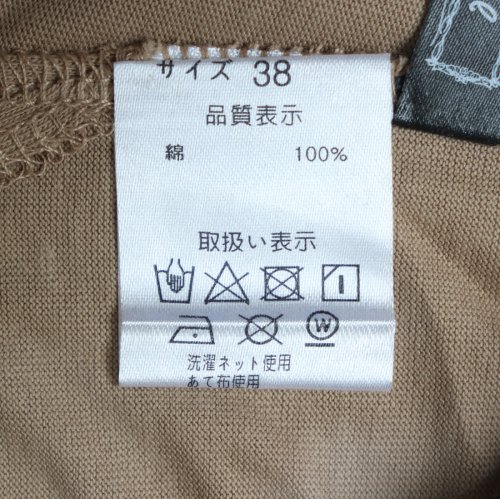 サイズ 38
品質表示
綿 100%
取扱い表示
W
洗濯ネット使用
あて布使用